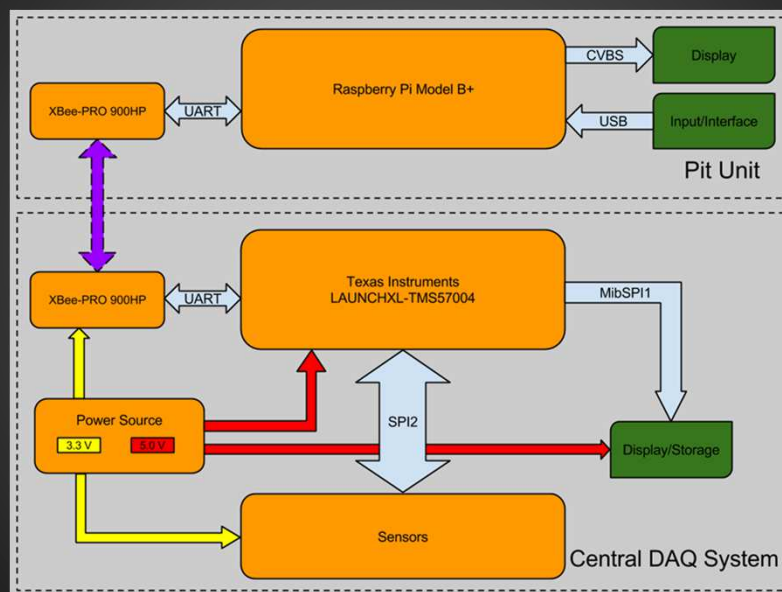 CVBS
Display
Raspberry Pi Model B+
XBee-PRO 900HP
UART
USB
Input/Interface
Pit Unit
Texas Instruments
LAUNCHXL-TMS57004
XBee-PRO 900HP
UART
MibSPI1
Power Source
SPI2
3.3 V
5.0 V
Display/Storage
Sensors
Central DAQ System